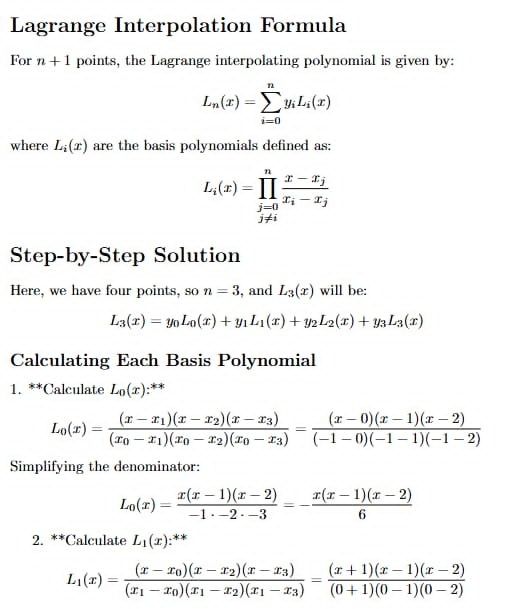 Lagrange Interpolation Formula
For n + 1 points, the Lagrange interpolating polynomial is given by:
L_n(x) = \sum_{i=0}^{n} y_i L_i(x)
where L_i(x) are the basis polynomials defined as:
L_i(x) = \prod_{\substack{j=0 \\ j \neq i}}^{n} \frac{x - x_j}{x_i - x_j}
Step-by-Step Solution
Here, we have four points, so n = 3, and L_3(x) will be:
L_3(x) = y_0 L_0(x) + y_1 L_1(x) + y_2 L_2(x) + y_3 L_3(x)
Calculating Each Basis Polynomial
1. **Calculate L_0(x):**
L_0(x) = \frac{(x - x_1)(x - x_2)(x - x_3)}{(x_0 - x_1)(x_0 - x_2)(x_0 - x_3)} = \frac{(x - 0)(x - 1)(x - 2)}{(-1 - 0)(-1 - 1)(-1 - 2)}
Simplifying the denominator:
L_0(x) = \frac{x(x - 1)(x - 2)}{-1 \cdot -2 \cdot -3} = -\frac{x(x - 1)(x - 2)}{6}
2. **Calculate L_1(x):**
L_1(x) = \frac{(x - x_0)(x - x_2)(x - x_3)}{(x_1 - x_0)(x_1 - x_2)(x_1 - x_3)} = \frac{(x + 1)(x - 1)(x - 2)}{(0 + 1)(0 - 1)(0 - 2)}